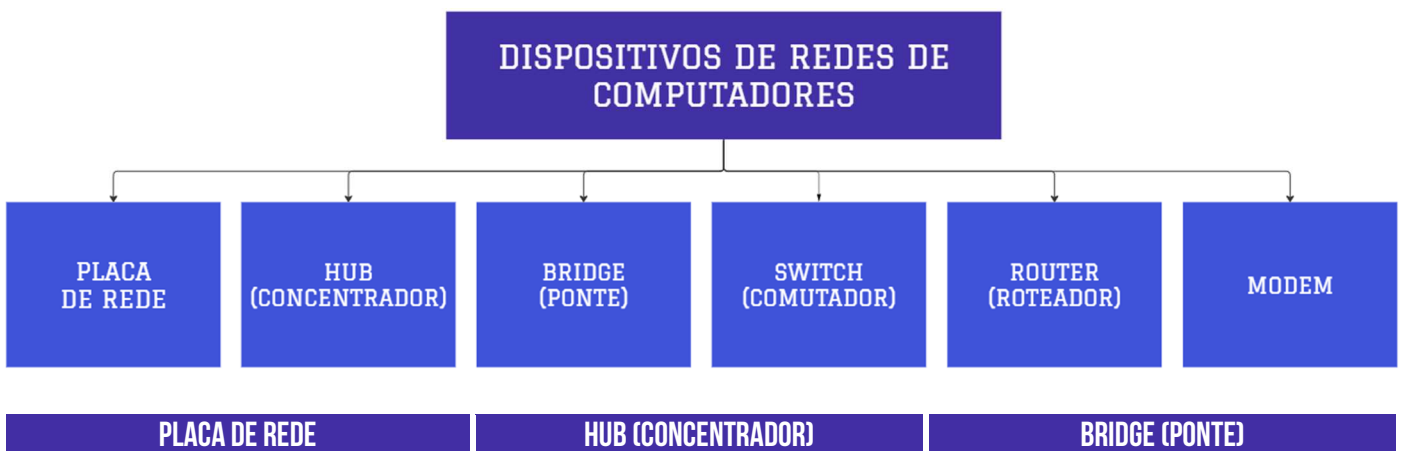 DISPOSITIVOS DE REDES DE
COMPUTADORES
PLACA
DE REDE
HUB
(CONCENTRADOR)
BRIDGE
(PONTE)
SWITCH
(COMUTADOR)
ROUTER
(ROTEADOR)
MODEM
PLACA DE REDE
HUB (CONCENTRADOR)
BRIDGE (PONTE)